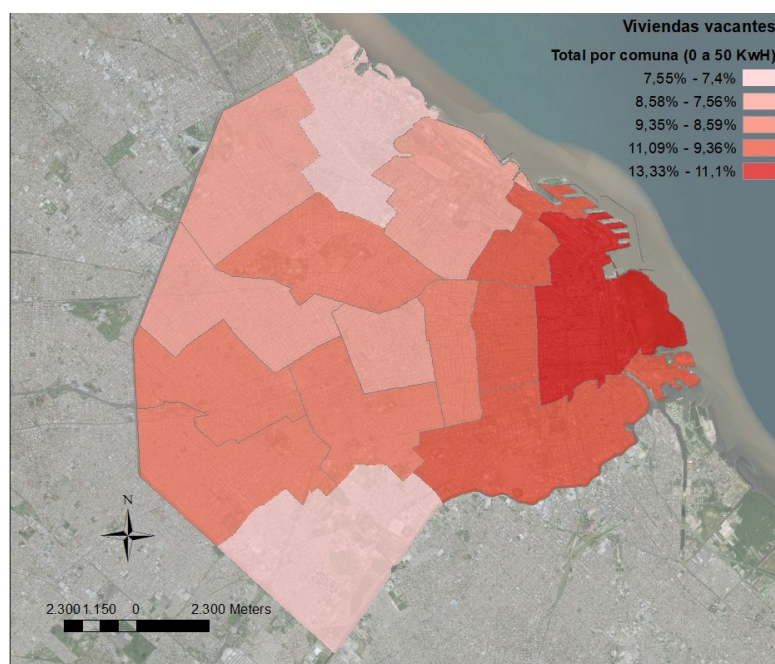 Viviendas vacantes
Total por comuna (0 a 50 KwH)
7,55% - 7,4%
8,58% - 7,56%
9,35% - 8,59%
11,09% - 9,36%
13,33% - 11,1%
N
2.300 1.150 0 2.300 Meters